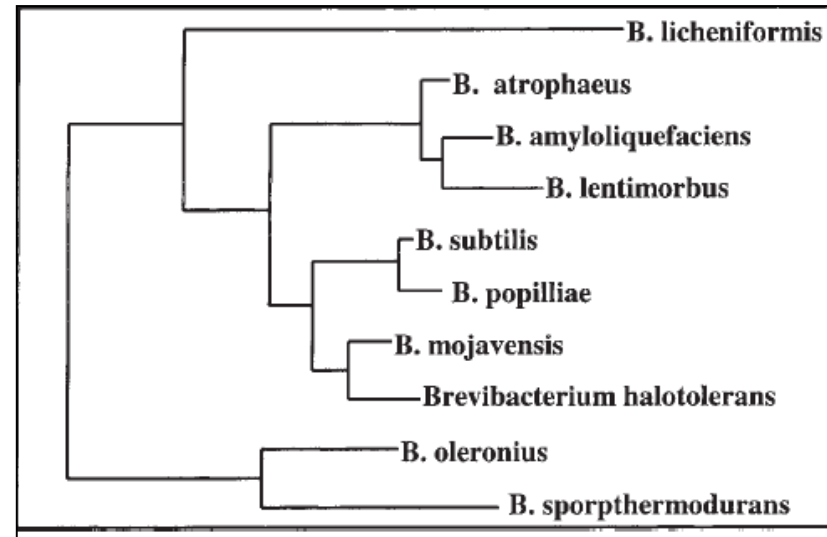 B. licheniformis
B. atrophaeus
B. amyloliquefaciens
B. lentimorbus
B. subtilis
B. popilliae
B. mojavensis
Brevibacterium halotolerans
B. oleronius
B. sporpthermodurans